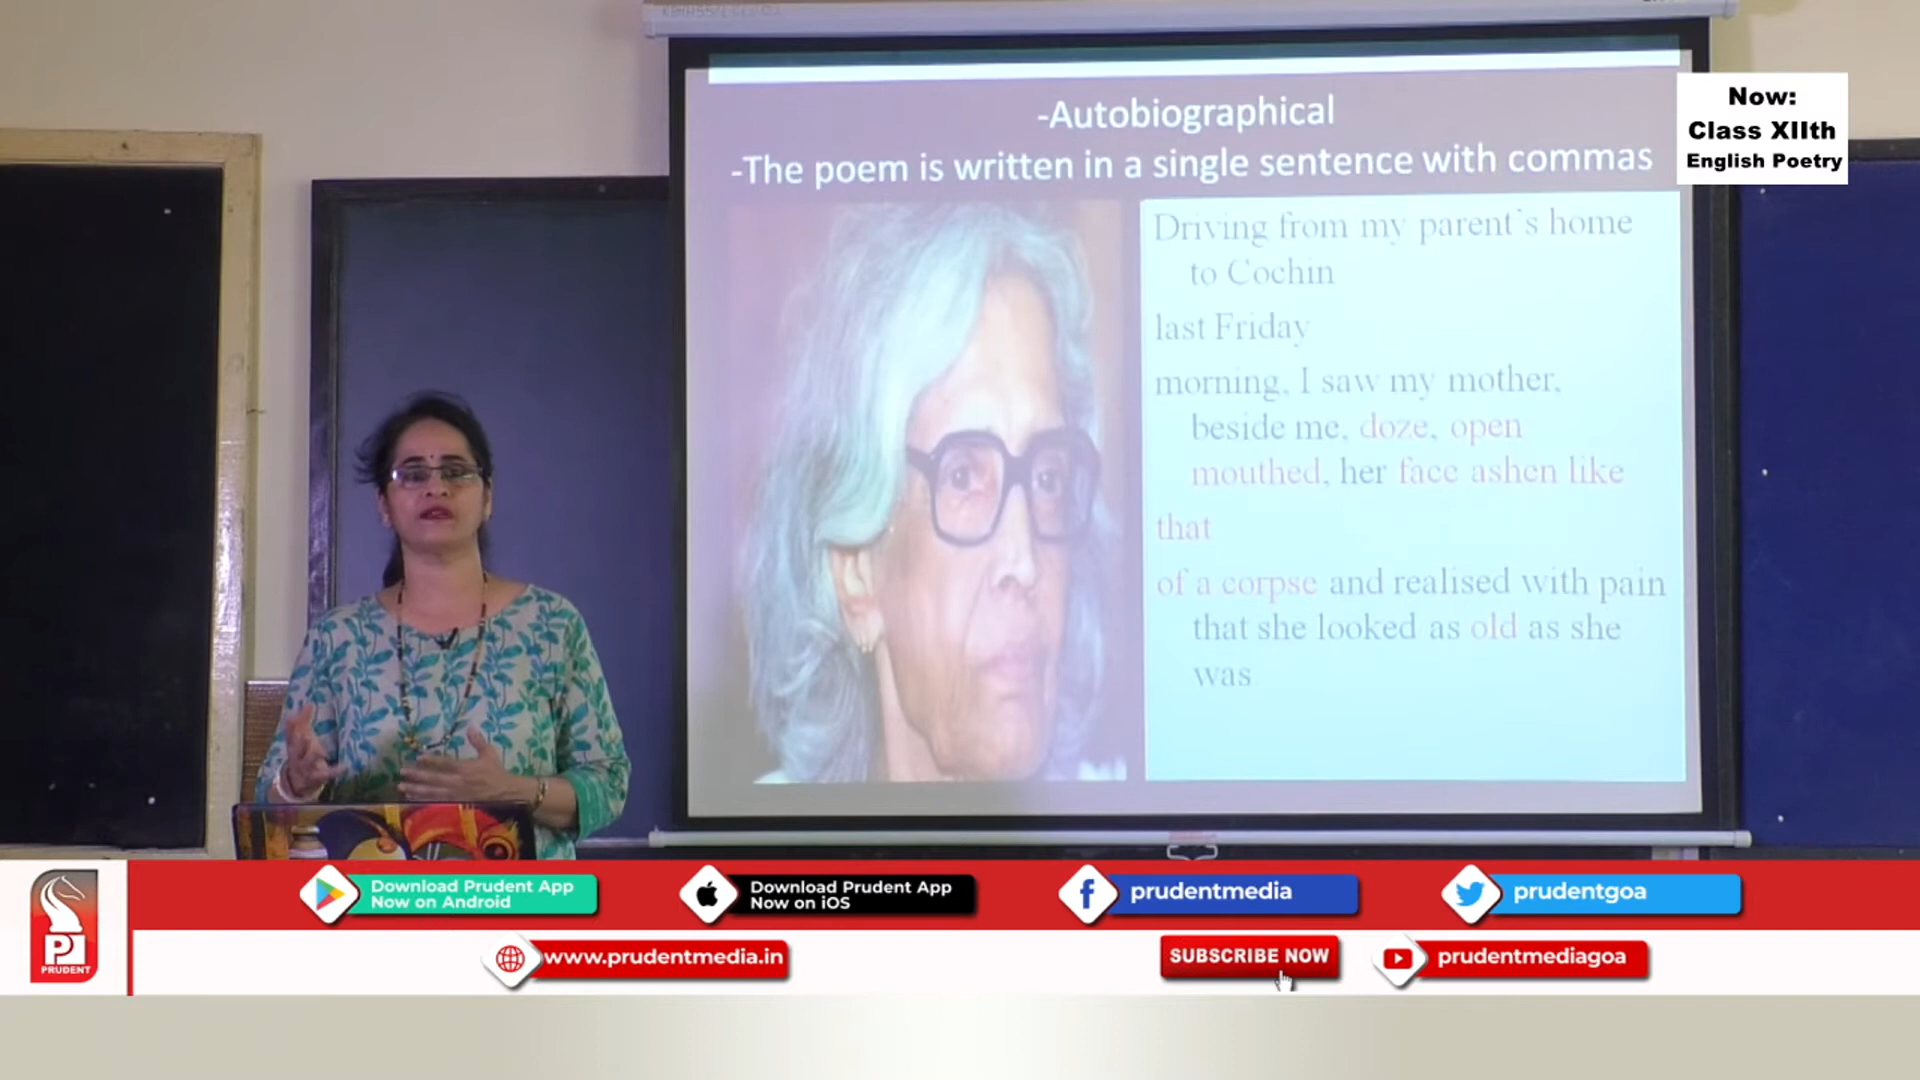 -Autobiographical
-The poem is written in a single sentence with commas
Now:
Class XIIth
English Poetry
Driving from my parent`s home
to Cochin
last Friday
morning, I saw my mother,
beside me, doze, open
mouthed, her face ashen like
that
of a corpse and realised with pain
that she looked as old as she
was
Download Prudent App
Now on Android
Download Prudent App
Now on iOS
prudentmedia
prudentgoa
PRUDENT
www.prudentmedia.in
SUBSCRIBE NOW
prudentmediagoa